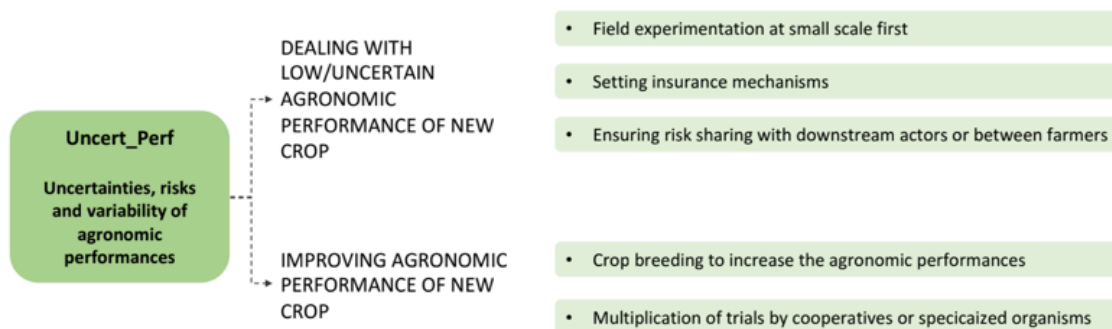 Uncert_Perf
Uncertainties, risks
and variability of
agronomic
performances
DEALING WITH
LOW/UNCERTAIN
AGRONOMIC
PERFORMANCE OF NEW
CROP
• Field experimentation at small scale first
• Setting insurance mechanisms
• Ensuring risk sharing with downstream actors or between farmers
IMPROVING AGRONOMIC
PERFORMANCE OF NEW
CROP
• Crop breeding to increase the agronomic performances
• Multiplication of trials by cooperatives or specicaized organisms